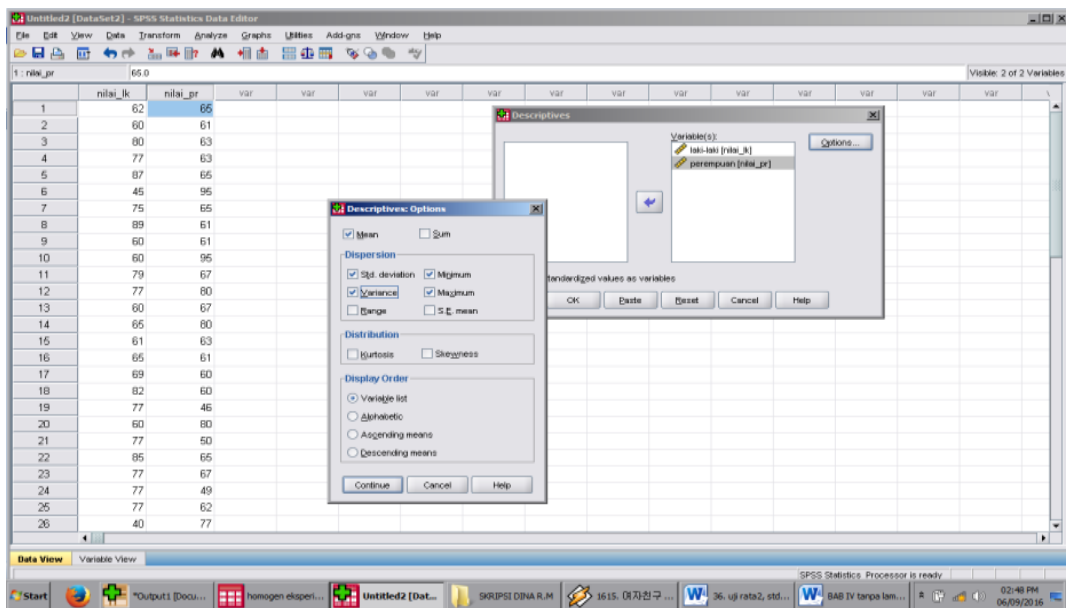 Untitled2 [DataSet2] - SPSS Statistics Data Editor
File Edit View Data Transform Analyze Graphs Utilities Add-ons Window Help
1 : nilai_pr 65.0 Visible: 2 of 2 Variables
nilai_lk nilai_pr var var var var var var var var var var var var
1 62 65
2 60 61
3 80 63
4 77 63
5 87 65
6 45 95
7 75 65
8 89 61
9 60 61
10 60 95
11 79 67
12 77 80
13 60 67
14 65 80
15 61 63
16 65 61
17 69 60
18 82 60
19 77 46
20 60 80
21 77 50
22 85 65
23 77 67
24 77 49
25 77 62
26 40 77
Descriptives
Variable(s):
laki-laki [nilai_lk]
perempuan [nilai_pr]
Options...
standardized values as variables
OK Paste Reset Cancel Help
Descriptives: Options
Mean Sum
Dispersion
Std. deviation Minimum
Variance Maximum
Range S.E. mean
Distribution
Kurtosis Skewness
Display Order
Variable list
Alphabetic
Ascending means
Descending means
Continue Cancel Help
Data View Variable View
SPSS Statistics Processor is ready
Start *Output1 [Docu... homogen eksperi... Untitled2 [Dat... SKRIPSI DINA R.M 1615. 여자친구 ... 36. uji rata2, std... BAB IV tanpa lam... 02:48 PM
06/09/2016